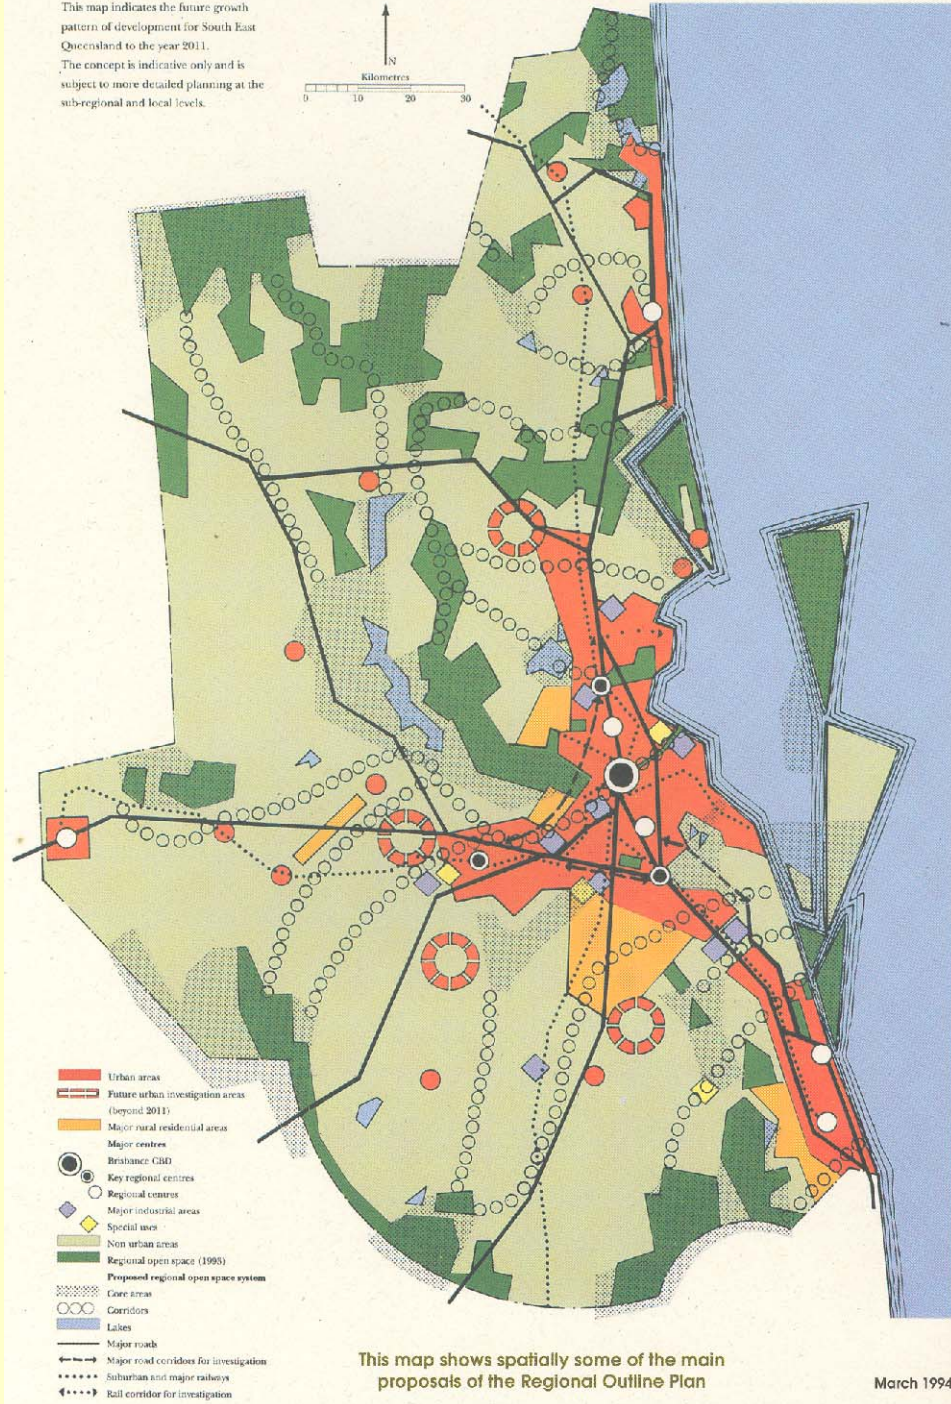 This map indicates the future growth
pattern of development for South East
Queensland to the year 2011.
The concept is indicative only and is
subject to more detailed planning at the
sub-regional and local levels.
N
Kilometres
0 10 20 30
Urban areas
Future urban investigation areas
(beyond 2011)
Major rural residential areas
Major centres
Brisbane CBD
Key regional centres
Regional centres
Major industrial areas
Special uses
Non urban areas
Regional open space (1993)
Proposed regional open space system
Core areas
Corridors
Lakes
Major roads
Major road corridors for investigation
Suburban and major railways
Rail corridor for investigation
This map shows spatially some of the main
proposals of the Regional Outline Plan
March 1994